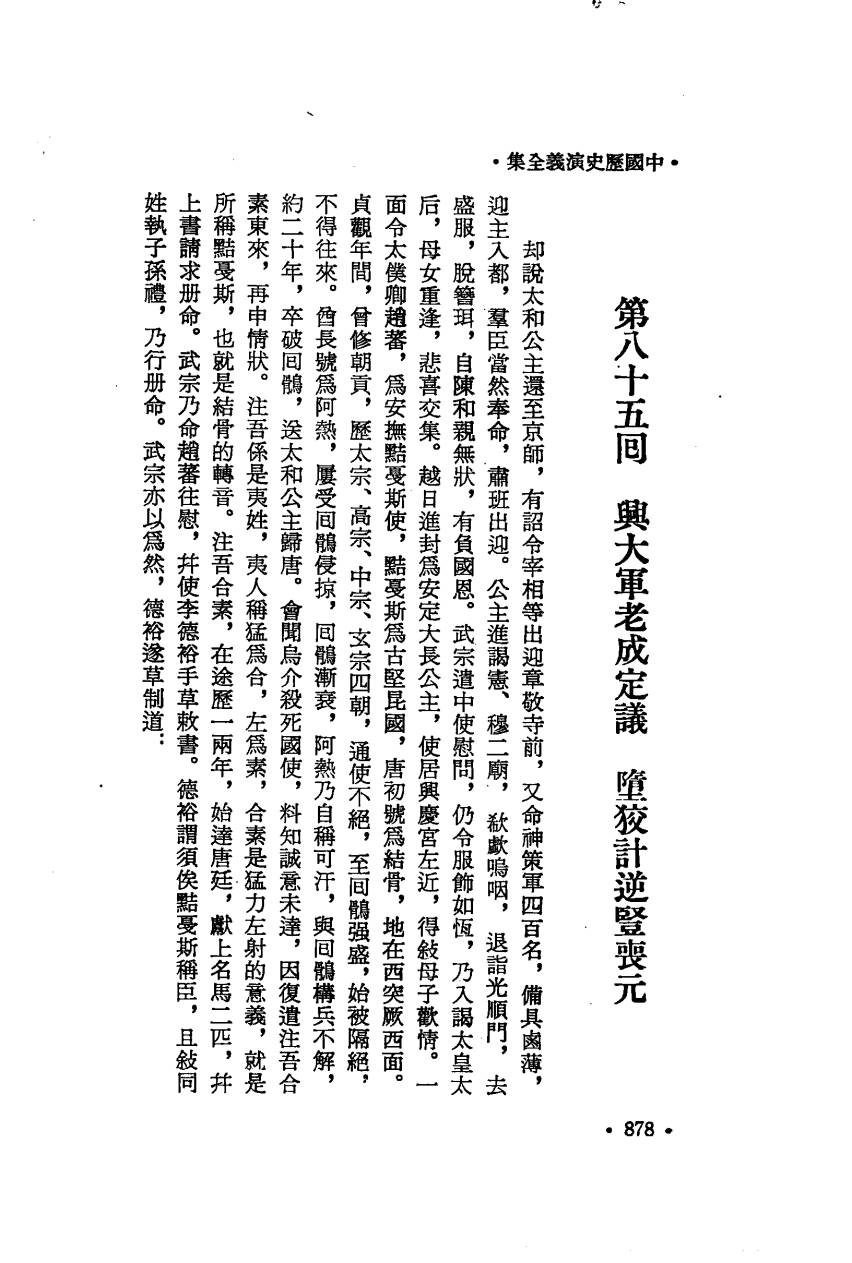 •中國歷史演義全集•
第八十五回　興大軍老成定議　墮狡計逆豎喪元
却說太和公主還至京師，有詔令宰相等出迎章敬寺前，又命神策軍四百名，備具鹵薄，
迎主入都，羣臣當然奉命，肅班出迎。公主進謁憲、穆二廟，欷歔嗚咽，退詣光順門，去
盛服，脫簪珥，自陳和親無狀，有負國恩。武宗遣中使慰問，仍令服飾如恆，乃入謁太皇太
后，母女重逢，悲喜交集。越日進封爲安定大長公主，使居興慶宮左近，得敍母子歡情。一
面令太僕卿趙蕃，爲安撫黠戛斯使，黠戛斯爲古堅昆國，唐初號爲結骨，地在西突厥西面。
貞觀年間，曾修朝貢，歷太宗、高宗、中宗、玄宗四朝，通使不絕，至回鶻强盛，始被隔絕，
不得往來。酋長號爲阿熱，屢受回鶻侵掠，回鶻漸衰，阿熱乃自稱可汗，與回鶻構兵不解，
約二十年，卒破回鶻，送太和公主歸唐。會聞烏介殺死國使，料知誠意未達，因復遣注吾合
素東來，再申情狀。注吾係是夷姓，夷人稱猛爲合，左爲素，合素是猛力左射的意義，就是
所稱黠戛斯，也就是結骨的轉音。注吾合素，在途歷一兩年，始達唐廷，獻上名馬二匹，幷
上書請求册命。武宗乃命趙蕃往慰，幷使李德裕手草敕書。德裕謂須俟黠戛斯稱臣，且敍同
姓執子孫禮，乃行册命。武宗亦以爲然，德裕遂草制道：
•878•